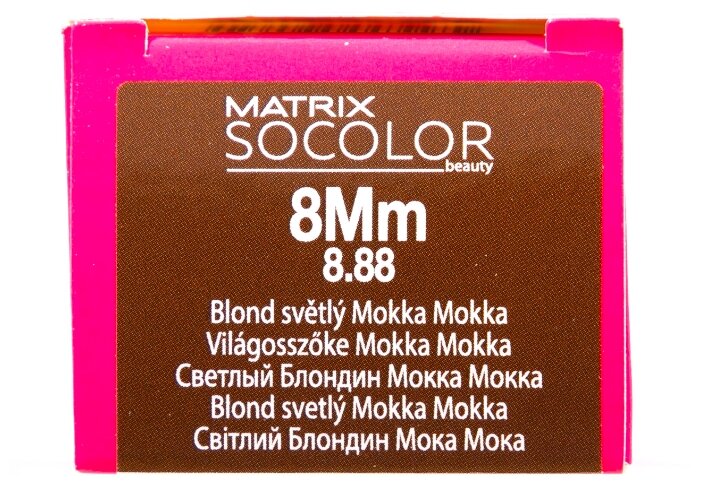 MATRIX
SOCOLOR
beauty
8Mm
8.88
Blond světlý Mokka Mokka
Világosszőke Mokka Mokka
Светлый Блондин Мокка Мокка
Blond svetlý Mokka Mokka
Світлий Блондин Мока Мока